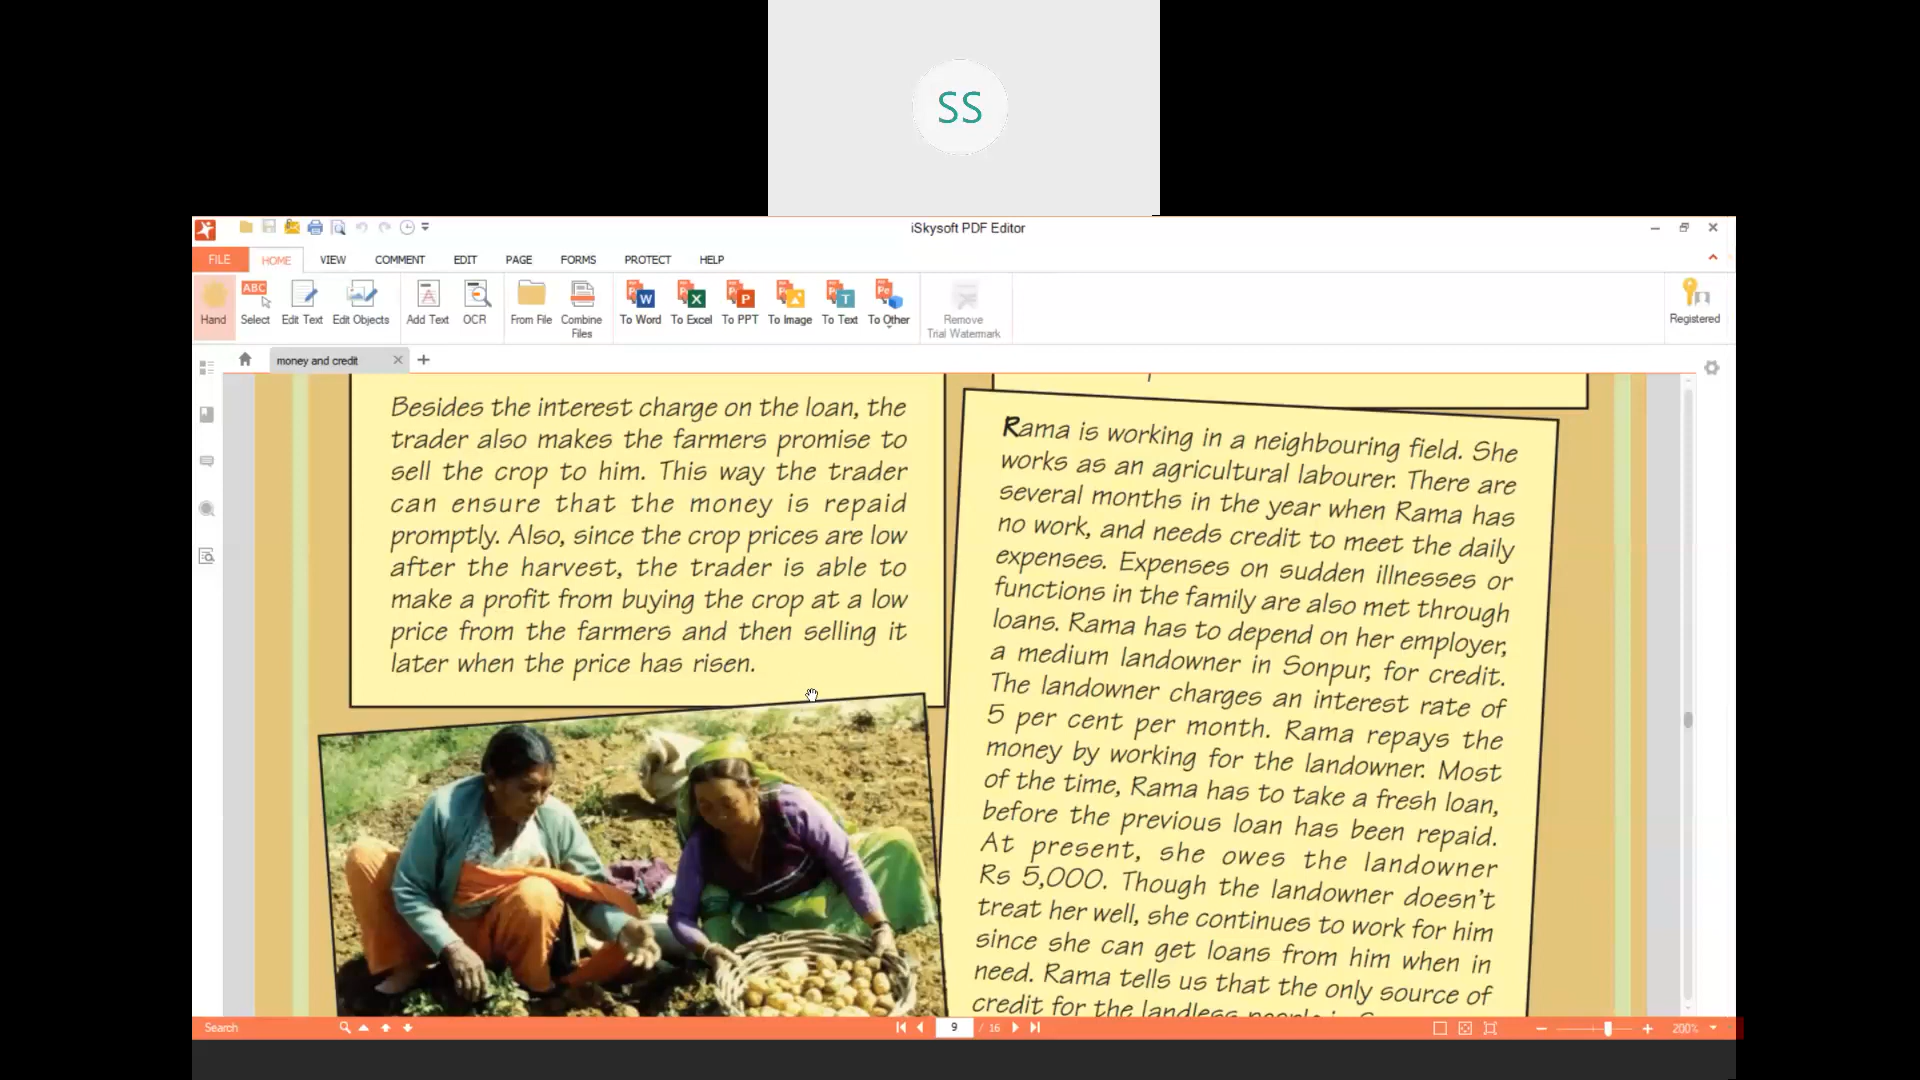 SS
iSkysoft PDF Editor
FILE
HOME
VIEW
COMMENT
EDIT
PAGE
FORMS
PROTECT
HELP
Hand
ABC
Select
Edit Text
Edit Objects
Add Text
OCR
From File
Combine
Files
To Word
To Excel
To PPT
To Image
To Text
To Other
Remove
Trial Watermark
Registered
money and credit
Besides the interest charge on the loan, the
trader also makes the farmers promise to
sell the crop to him. This way the trader
can ensure that the money is repaid
promptly. Also, since the crop prices are low
after the harvest, the trader is able to
make a profit from buying the crop at a low
price from the farmers and then selling it
later when the price has risen.
Rama is working in a neighbouring field. She
works as an agricultural labourer. There are
several months in the year when Rama has
no work, and needs credit to meet the daily
expenses. Expenses on sudden illnesses or
functions in the family are also met through
loans. Rama has to depend on her employer,
a medium landowner in Sonpur, for credit.
The landowner charges an interest rate of
5 per cent per month. Rama repays the
money by working for the landowner. Most
of the time, Rama has to take a fresh loan,
before the previous loan has been repaid.
At present, she owes the landowner
Rs 5,000. Though the landowner doesn't
treat her well, she continues to work for him
since she can get loans from him when in
need. Rama tells us that the only source of
credit for the landless people in
Search
9 / 16
200%